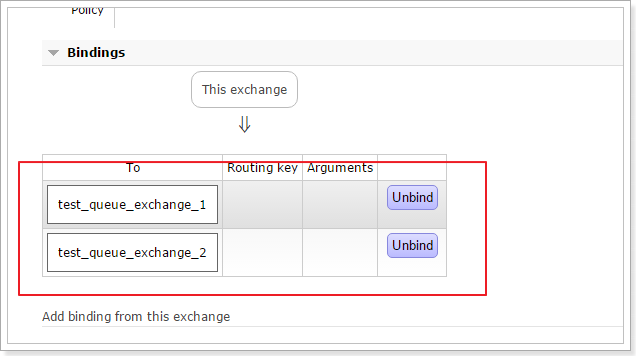 Policy
Bindings
This exchange
⇓
To Routing key Arguments
test_queue_exchange_1 Unbind
test_queue_exchange_2 Unbind
Add binding from this exchange